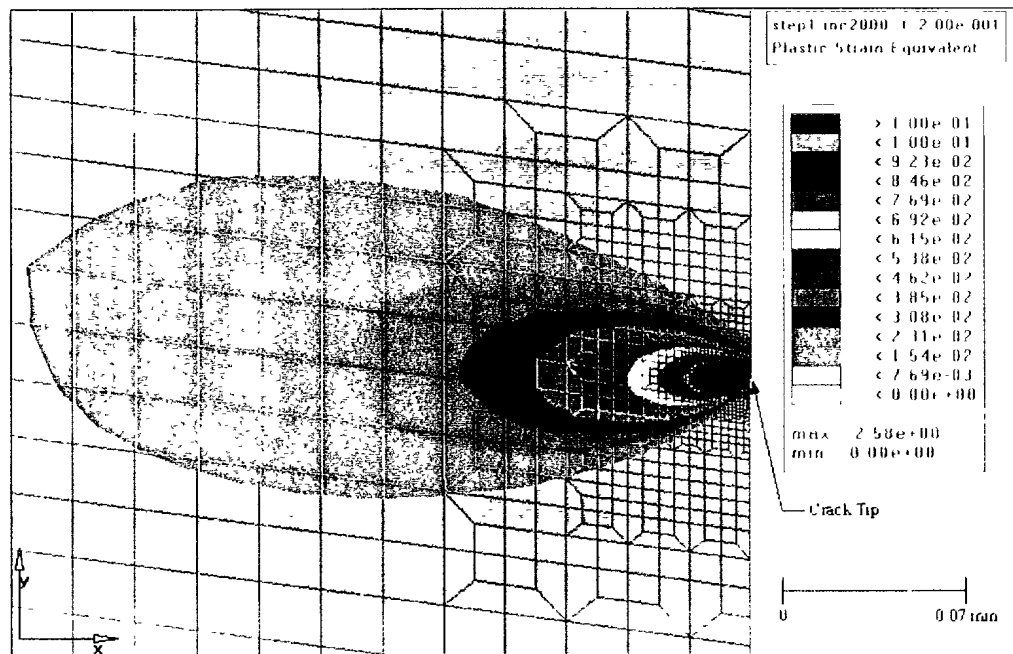 step1 inc2000 t 2.00e-001
Plastic Strain Equivalent
> 1.00e-01
< 1.00e-01
< 9.23e-02
< 8.46e-02
< 7.69e-02
< 6.92e-02
< 6.15e-02
< 5.38e-02
< 4.62e-02
< 3.85e-02
< 3.08e-02
< 2.31e-02
< 1.54e-02
< 7.69e-03
< 0.00e+00
max 2.58e+00
min 0.00e+00
Crack Tip
0 0.07 mm
y
x